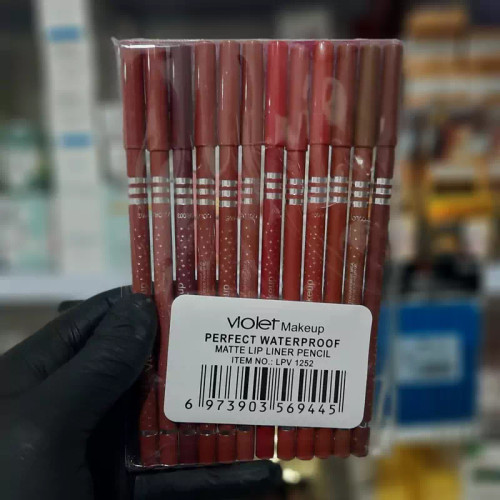 violet Makeup
PERFECT WATERPROOF
MATTE LIP LINER PENCIL
ITEM NO.: LPV 1252
6 973903 569445